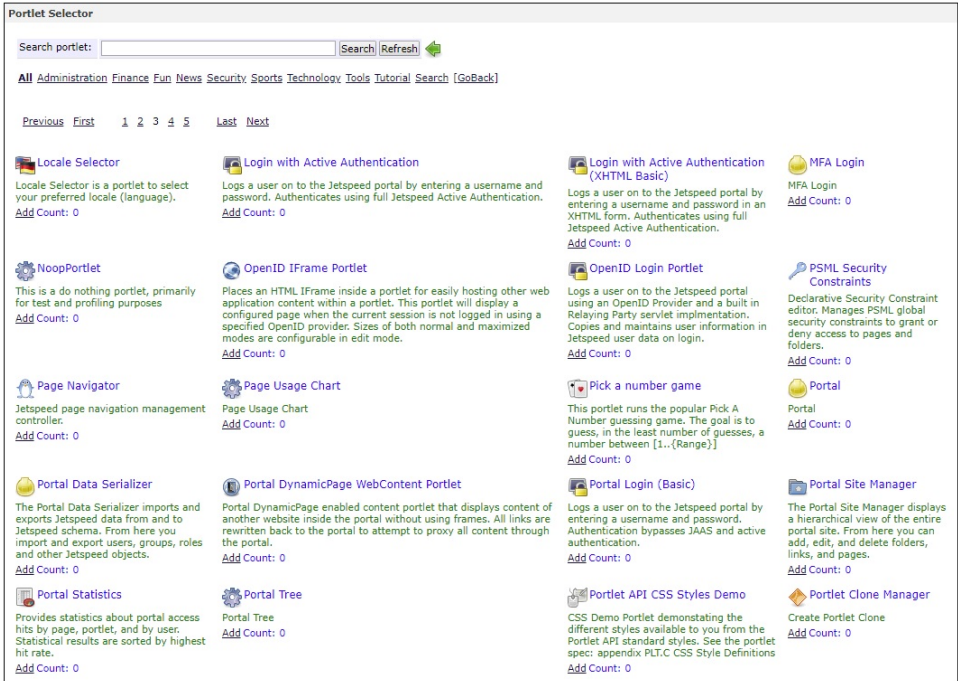 Portlet Selector
Search portlet: Search Refresh
All Administration Finance Fun News Security Sports Technology Tools Tutorial Search [GoBack]
Previous First 1 2 3 4 5 Last Next
Locale Selector
Locale Selector is a portlet to select
your preferred locale (language).
Add Count: 0
Login with Active Authentication
Logs a user on to the Jetspeed portal by entering a username and
password. Authenticates using full Jetspeed Active Authentication.
Add Count: 0
Login with Active Authentication
(XHTML Basic)
Logs a user on to the Jetspeed portal by
entering a username and password in an
XHTML form. Authenticates using full
Jetspeed Active Authentication.
Add Count: 0
MFA Login
MFA Login
Add Count: 0
NoopPortlet
This is a do nothing portlet, primarily
for test and profiling purposes
Add Count: 0
OpenID IFrame Portlet
Places an HTML IFrame inside a portlet for easily hosting other web
application content within a portlet. This portlet will display a
configured page when the current session is not logged in using a
specified OpenID provider. Sizes of both normal and maximized
modes are configurable in edit mode.
Add Count: 0
OpenID Login Portlet
Logs a user on to the Jetspeed portal
using an OpenID Provider and a built in
Relaying Party servlet implmentation.
Copies and maintains user information in
Jetspeed user data on login.
Add Count: 0
PSML Security
Constraints
Declarative Security Constraint
editor. Manages PSML global
security constraints to grant or
deny access to pages and
folders.
Add Count: 0
Page Navigator
Jetspeed page navigation management
controller.
Add Count: 0
Page Usage Chart
Page Usage Chart
Add Count: 0
Pick a number game
This portlet runs the popular Pick A
Number guessing game. The goal is to
guess, in the least number of guesses, a
number between [1..{Range}]
Add Count: 0
Portal
Portal
Add Count: 0
Portal Data Serializer
The Portal Data Serializer imports and
exports Jetspeed data from and to
Jetspeed schema. From here you
import and export users, groups, roles
and other Jetspeed objects.
Add Count: 0
Portal DynamicPage WebContent Portlet
Portal DynamicPage enabled content portlet that displays content of
another website inside the portal without using frames. All links are
rewritten back to the portal to attempt to proxy all content through
the portal.
Add Count: 0
Portal Login (Basic)
Logs a user on to the Jetspeed portal by
entering a username and password.
Authentication bypasses JAAS and active
authentication.
Add Count: 0
Portal Site Manager
The Portal Site Manager displays
a hierarchical view of the entire
portal site. From here you can
add, edit, and delete folders,
links, and pages.
Add Count: 0
Portal Statistics
Provides statistics about portal access
hits by page, portlet, and by user.
Statistical results are sorted by highest
hit rate.
Add Count: 0
Portal Tree
Portal Tree
Add Count: 0
Portlet API CSS Styles Demo
CSS Demo Portlet demonstating the
different styles available to you from the
Portlet API standard styles. See the portlet
spec: appendix PLT.C CSS Style Definitions
Add Count: 0
Portlet Clone Manager
Create Portlet Clone
Add Count: 0